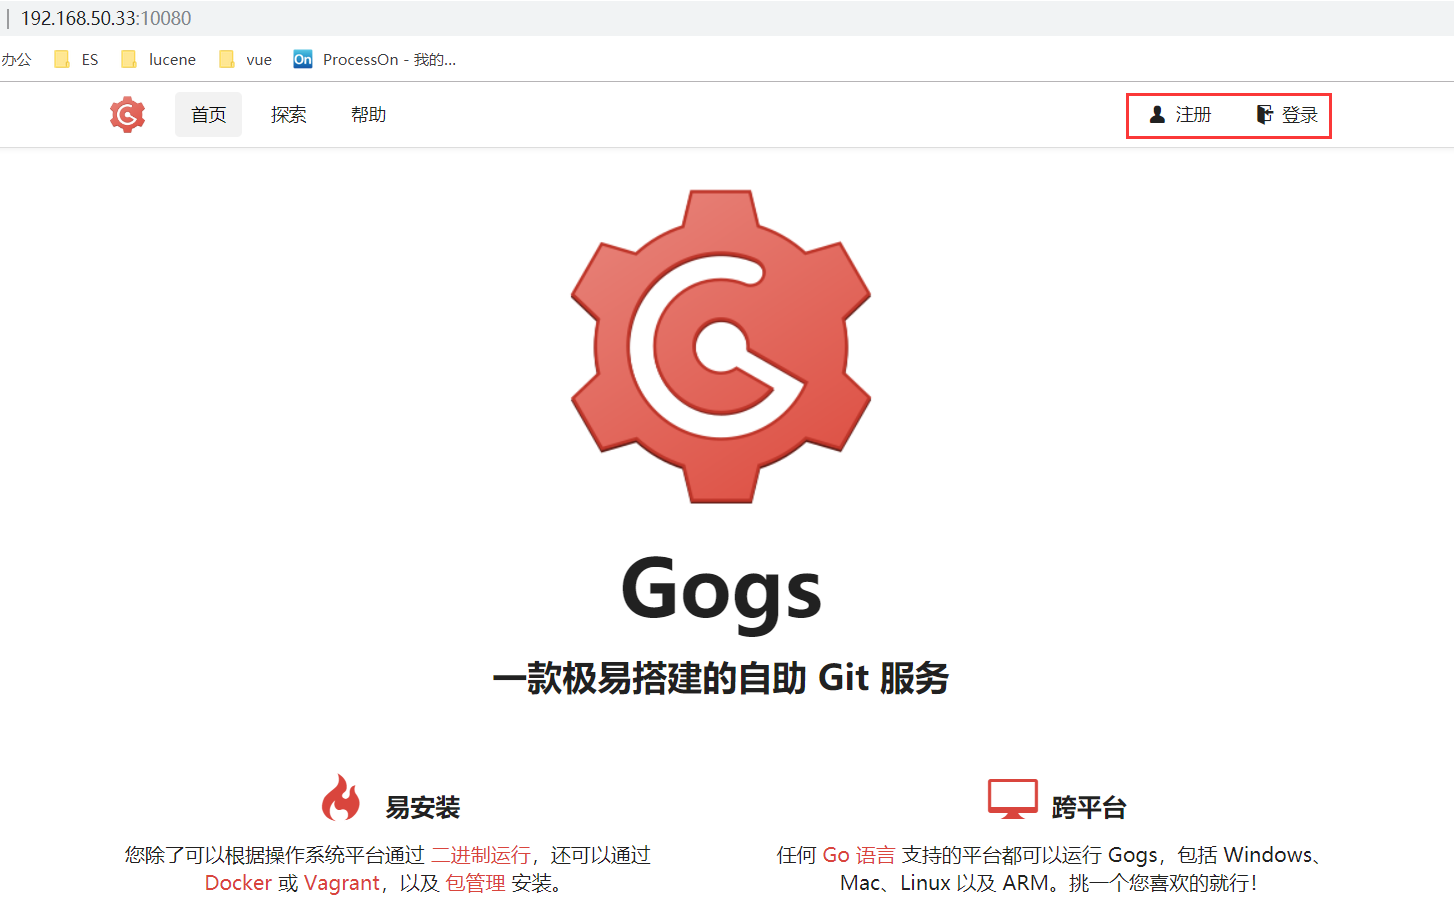 192.168.50.33:10080
办公 ES lucene vue On ProcessOn - 我的...
首页 探索 帮助 注册 登录
Gogs
一款极易搭建的自助 Git 服务
易安装
您除了可以根据操作系统平台通过 二进制运行，还可以通过
Docker 或 Vagrant，以及 包管理 安装。
跨平台
任何 Go 语言 支持的平台都可以运行 Gogs，包括 Windows、
Mac、Linux 以及 ARM。挑一个您喜欢的就行！